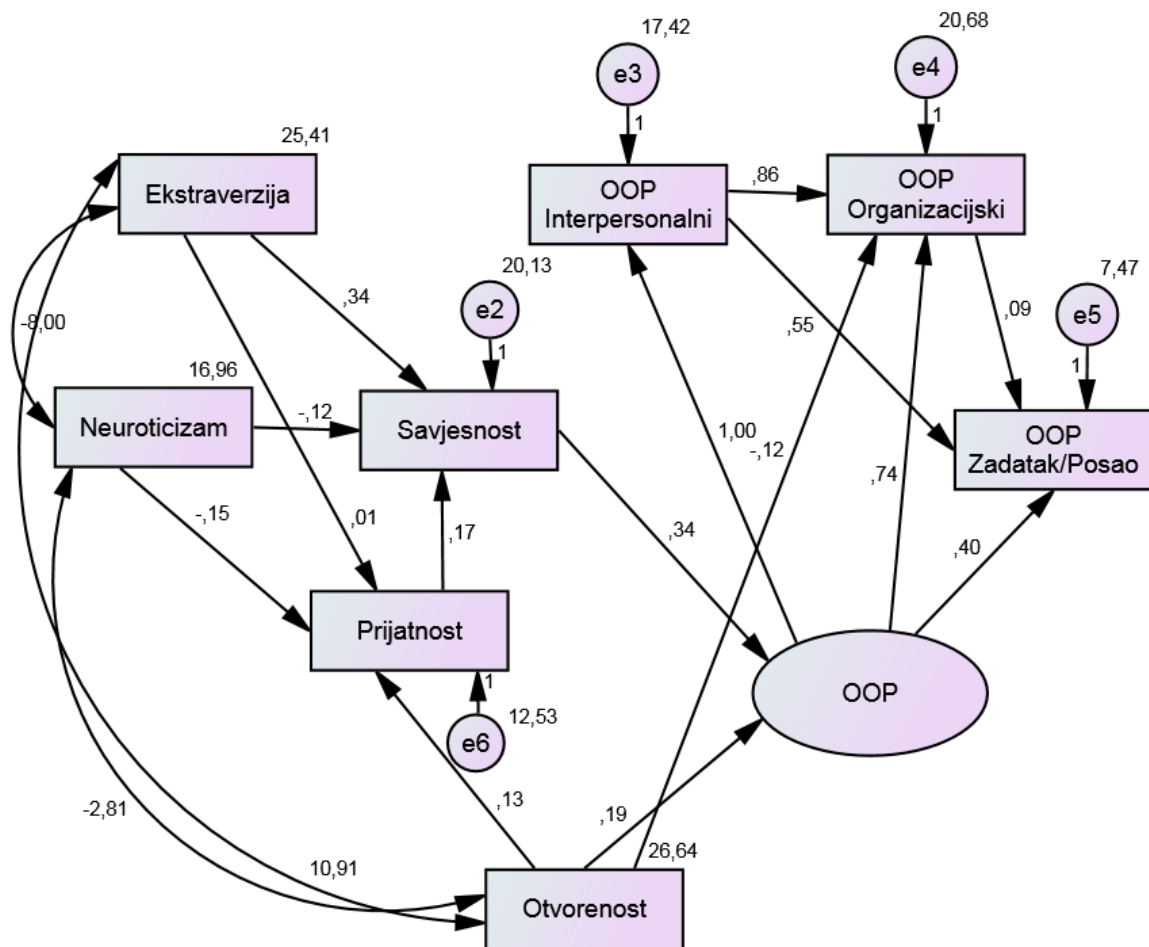 17,42
20,68
e3
e4
1
1
25,41
Ekstraverzija
OOP
Interpersonalni
,86
OOP
Organizacijski
20,13
7,47
,34
e2
,55
,09
e5
-8,00
16,96
1
1
Neuroticizam
-,12
Savjesnost
1,00
-,12
OOP
Zadatak/Posao
,74
-,15
,01
,17
,34
,40
Prijatnost
1
OOP
e6
12,53
-2,81
,13
,19
10,91
26,64
Otvorenost